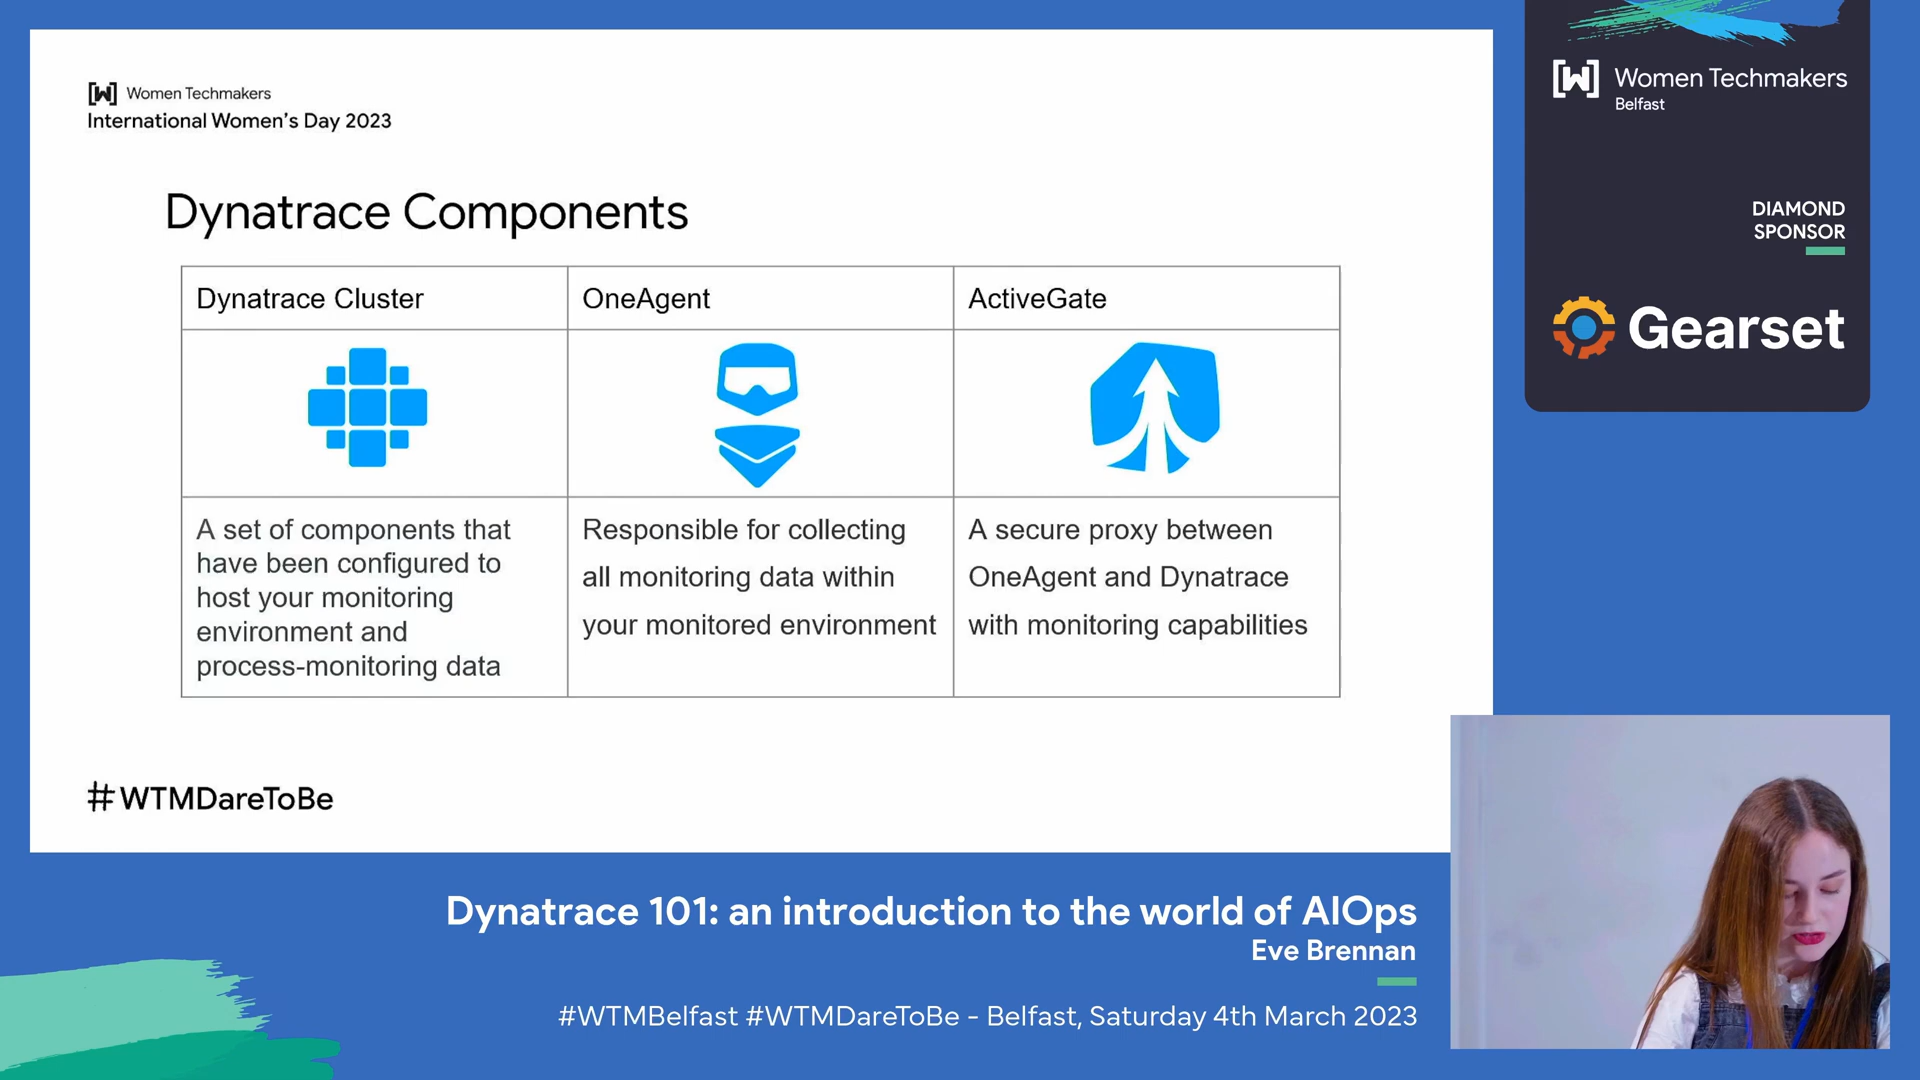 [W] Women Techmakers
International Women's Day 2023
Dynatrace Components
Dynatrace Cluster
OneAgent
ActiveGate
A set of components that
have been configured to
host your monitoring
environment and
process-monitoring data
Responsible for collecting
all monitoring data within
your monitored environment
A secure proxy between
OneAgent and Dynatrace
with monitoring capabilities
#WTMDareToBe
[W] Women Techmakers
Belfast
DIAMOND
SPONSOR
Gearset
Dynatrace 101: an introduction to the world of AIOps
Eve Brennan
#WTMBelfast #WTMDareToBe - Belfast, Saturday 4th March 2023